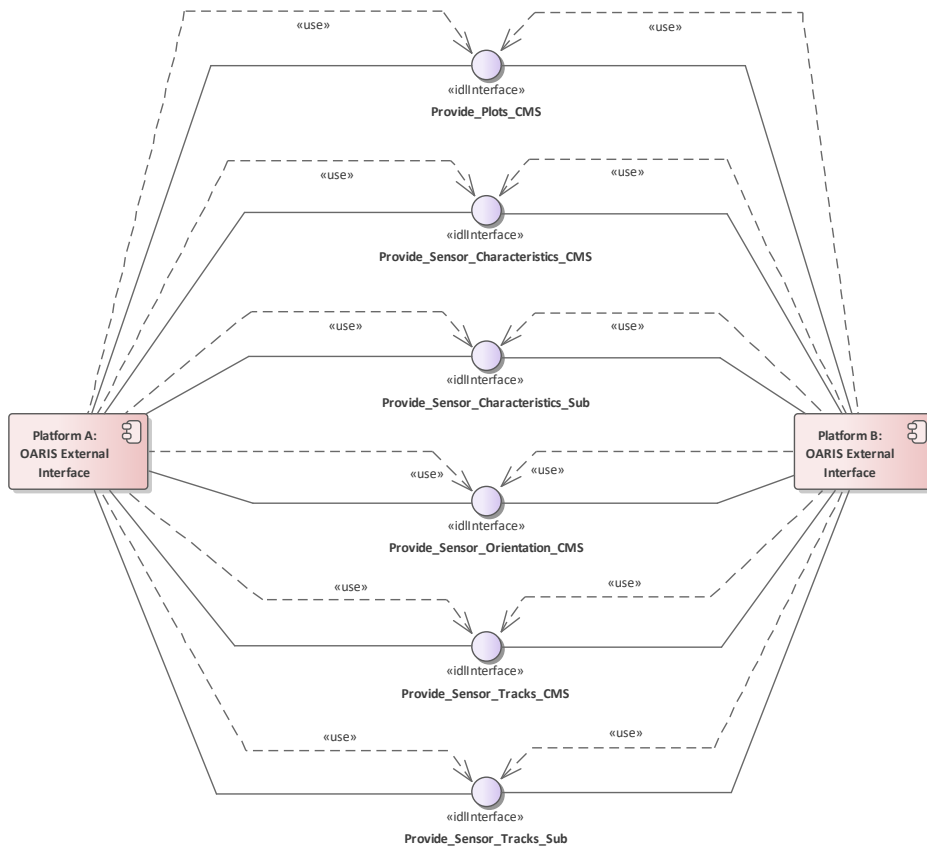 «use»
«use»
«idlInterface»
Provide_Plots_CMS
«use»
«use»
«idlInterface»
Provide_Sensor_Characteristics_CMS
«use»
«use»
«idlInterface»
Provide_Sensor_Characteristics_Sub
Platform A:
OARIS External
Interface
Platform B:
OARIS External
Interface
«use»
«use»
«idlInterface»
Provide_Sensor_Orientation_CMS
«use»
«use»
«idlInterface»
Provide_Sensor_Tracks_CMS
«use»
«use»
«idlInterface»
Provide_Sensor_Tracks_Sub